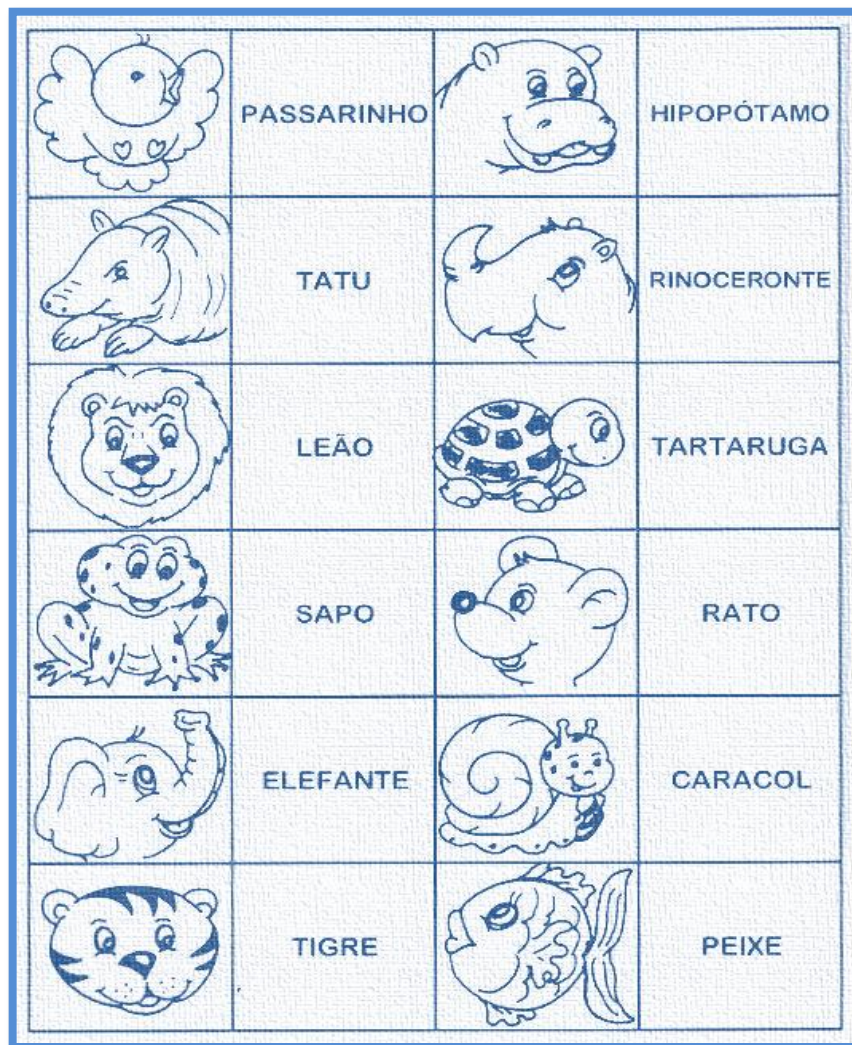 PASSARINHO
HIPOPÓTAMO
TATU
RINOCERONTE
LEÃO
TARTARUGA
SAPO
RATO
ELEFANTE
CARACOL
TIGRE
PEIXE